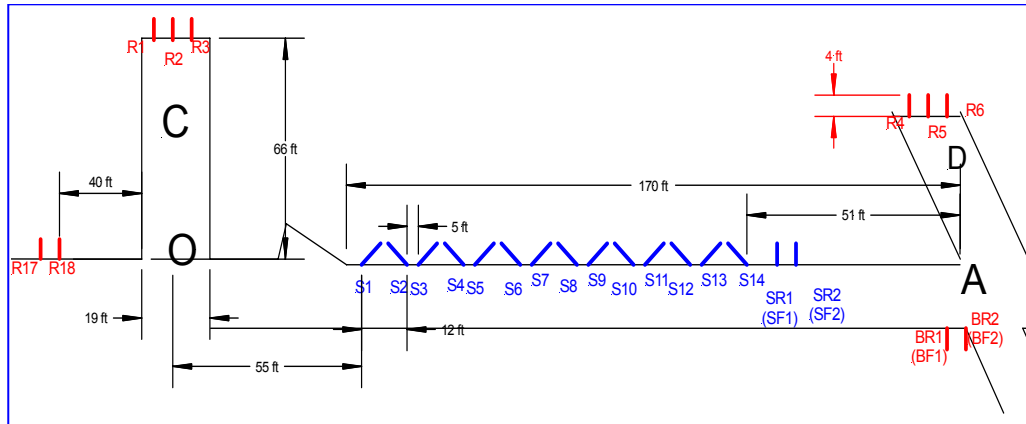 R1 R3
R2
C
4 ft
R4 R6
R5
D
66 ft
40 ft
170 ft
51 ft
5 ft
O
R17 R18
S1 S2 S3 S4 S5 S6 S7 S8 S9 S10 S11 S12 S13 S14
A
SR1 SR2
(SF1) (SF2)
19 ft
12 ft
BR2
BR1 (BF2)
(BF1)
55 ft